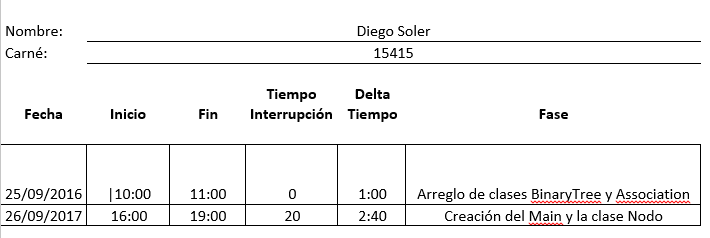 Nombre: Diego Soler
Carné: 15415
Tiempo Delta
Fecha Inicio Fin Interrupción Tiempo Fase
25/09/2016 10:00 11:00 0 1:00 Arreglo de clases BinaryTree y Association
26/09/2017 16:00 19:00 20 2:40 Creación del Main y la clase Nodo